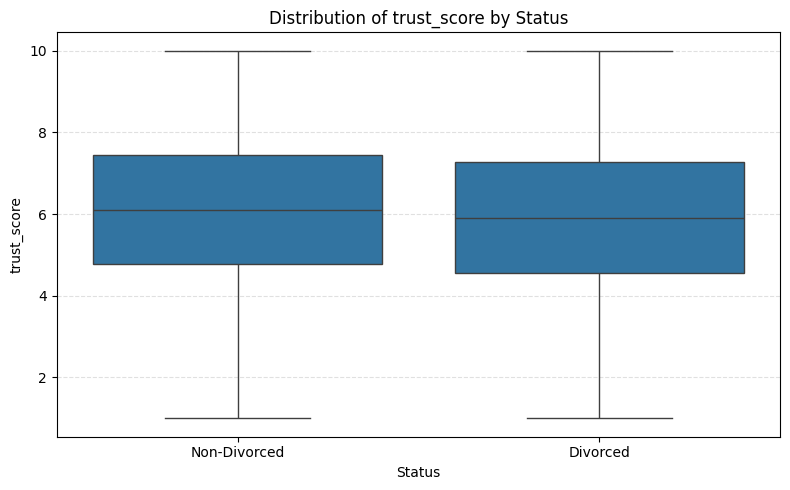 Distribution of trust_score by Status
trust_score
10
8
6
4
2
Non-Divorced
Divorced
Status